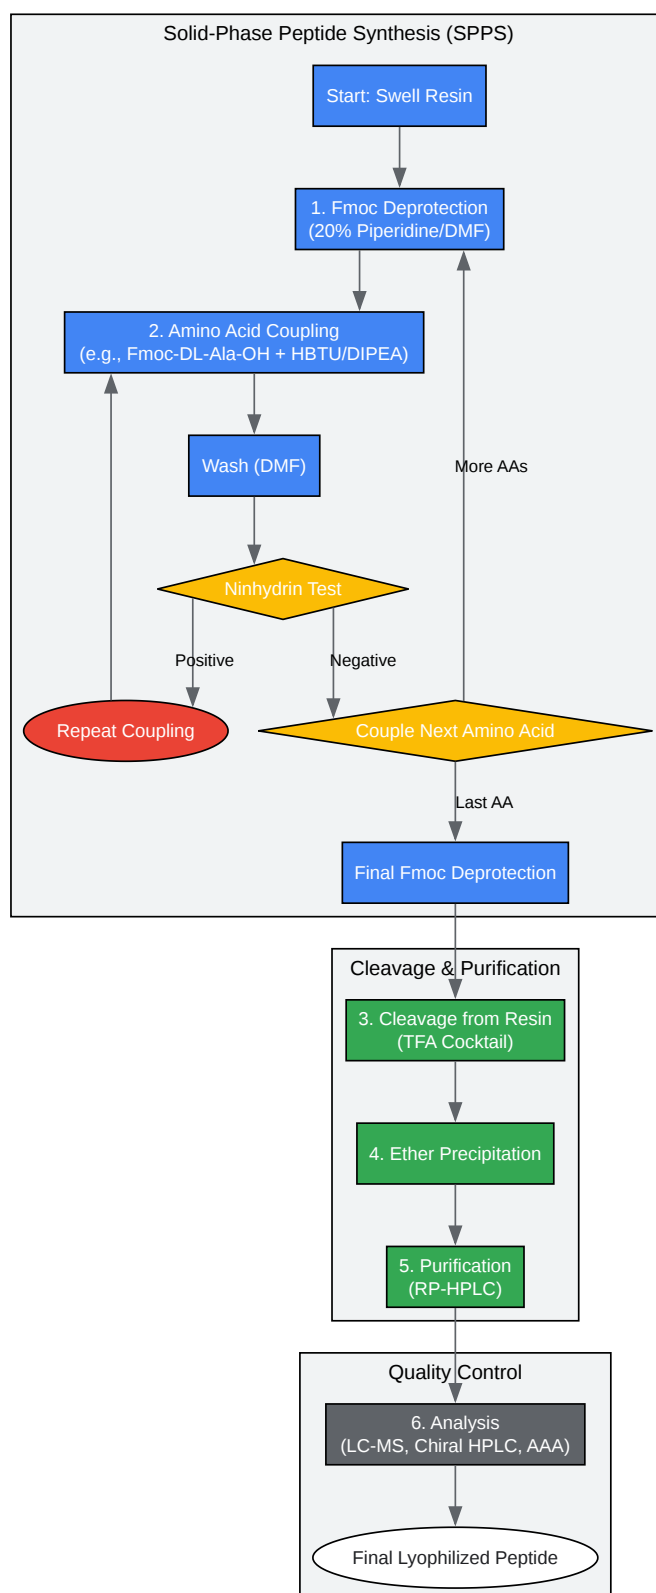 Solid-Phase Peptide Synthesis (SPPS)
Start: Swell Resin
1. Fmoc Deprotection
(20% Piperidine/DMF)
2. Amino Acid Coupling
(e.g., Fmoc-DL-Ala-OH + HBTU/DIPEA)
Wash (DMF)
More AAs
Ninhydrin Test
Positive
Negative
Repeat Coupling
Couple Next Amino Acid
Last AA
Final Fmoc Deprotection
Cleavage & Purification
3. Cleavage from Resin
(TFA Cocktail)
4. Ether Precipitation
5. Purification
(RP-HPLC)
Quality Control
6. Analysis
(LC-MS, Chiral HPLC, AAA)
Final Lyophilized Peptide